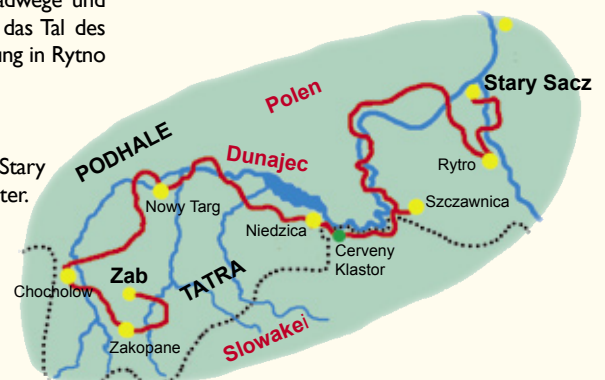 adwege und
das Tal des
ung in Rytno
Stary
ter.
Polen
Stary Sacz
PODHALE
Dunajec
Rytro
Szczawnica
Nowy Targ
Niedzica
Cerveny
Klastor
Zab
TATRA
Chocholow
Zakopane
Slowakei